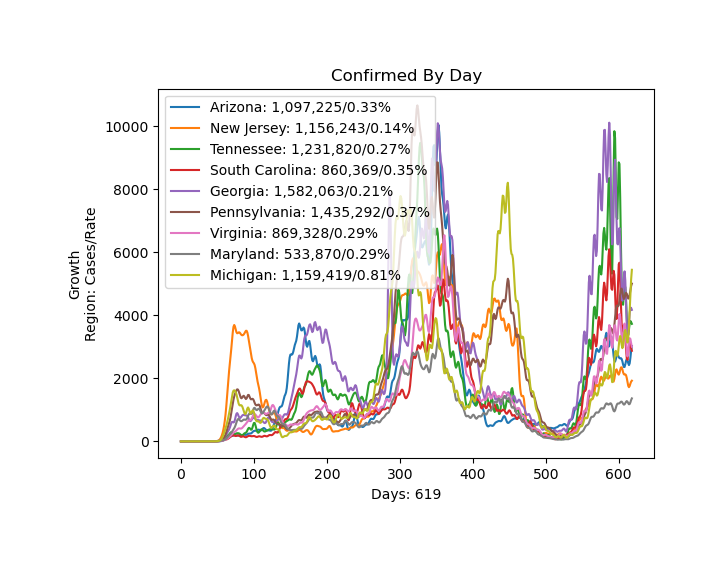 Confirmed By Day
Arizona: 1,097,225/0.33%
New Jersey: 1,156,243/0.14%
Tennessee: 1,231,820/0.27%
South Carolina: 860,369/0.35%
Georgia: 1,582,063/0.21%
Pennsylvania: 1,435,292/0.37%
Virginia: 869,328/0.29%
Maryland: 533,870/0.29%
Michigan: 1,159,419/0.81%
Growth
Region: Cases/Rate
10000
8000
6000
4000
2000
0
0 100 200 300 400 500 600
Days: 619